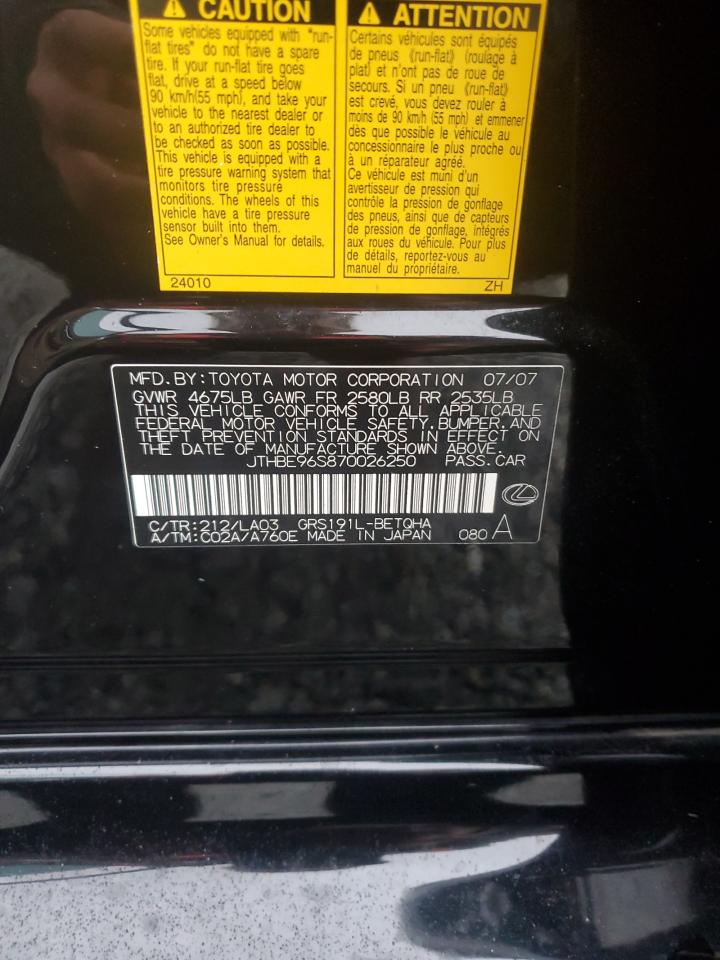 ⚠ CAUTION
Some vehicles equipped with "run-
flat tires" do not have a spare
tire. If your run-flat tire goes
flat, drive at a speed below
90 km/h(55 mph), and take your
vehicle to the nearest dealer or
to an authorized tire dealer to
be checked as soon as possible.
This vehicle is equipped with a
tire pressure warning system that
monitors tire pressure
conditions. The wheels of this
vehicle have a tire pressure
sensor built into them.
See Owner's Manual for details.
24010
⚠ ATTENTION
Certains véhicules sont équipés
de pneus 《run-flat》 (roulage à
plat) et n'ont pas de roue de
secours. Si un pneu 《run-flat》
est crevé, vous devez rouler à
moins de 90 km/h (55 mph) et emmener
dès que possible le véhicule au
concessionnaire le plus proche ou
à un réparateur agréé.
Ce véhicule est muni d'un
avertisseur de pression qui
contrôle la pression de gonflage
des pneus, ainsi que de capteurs
de pression de gonflage, intégrés
aux roues du véhicule. Pour plus
de détails, reportez-vous au
manuel du propriétaire.
ZH
MFD.BY:TOYOTA MOTOR CORPORATION 07/07
GVWR 4675LB GAWR FR 2580LB RR 2535LB
THIS VEHICLE CONFORMS TO ALL APPLICABLE
FEDERAL MOTOR VEHICLE SAFETY,BUMPER,AND
THEFT PREVENTION STANDARDS IN EFFECT ON
THE DATE OF MANUFACTURE SHOWN ABOVE.
JTHBE96S870026250 PASS.CAR
C/TR:212/LA03 GRS191L-BETQHA
A/TM:C02A/A760E MADE IN JAPAN 080 A